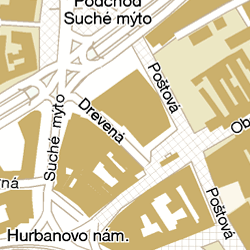 Podchod
Suché mýto
Poštová
Drevená
Suché mýto
Ob
Poštová
ná
Hurbanovo nám.